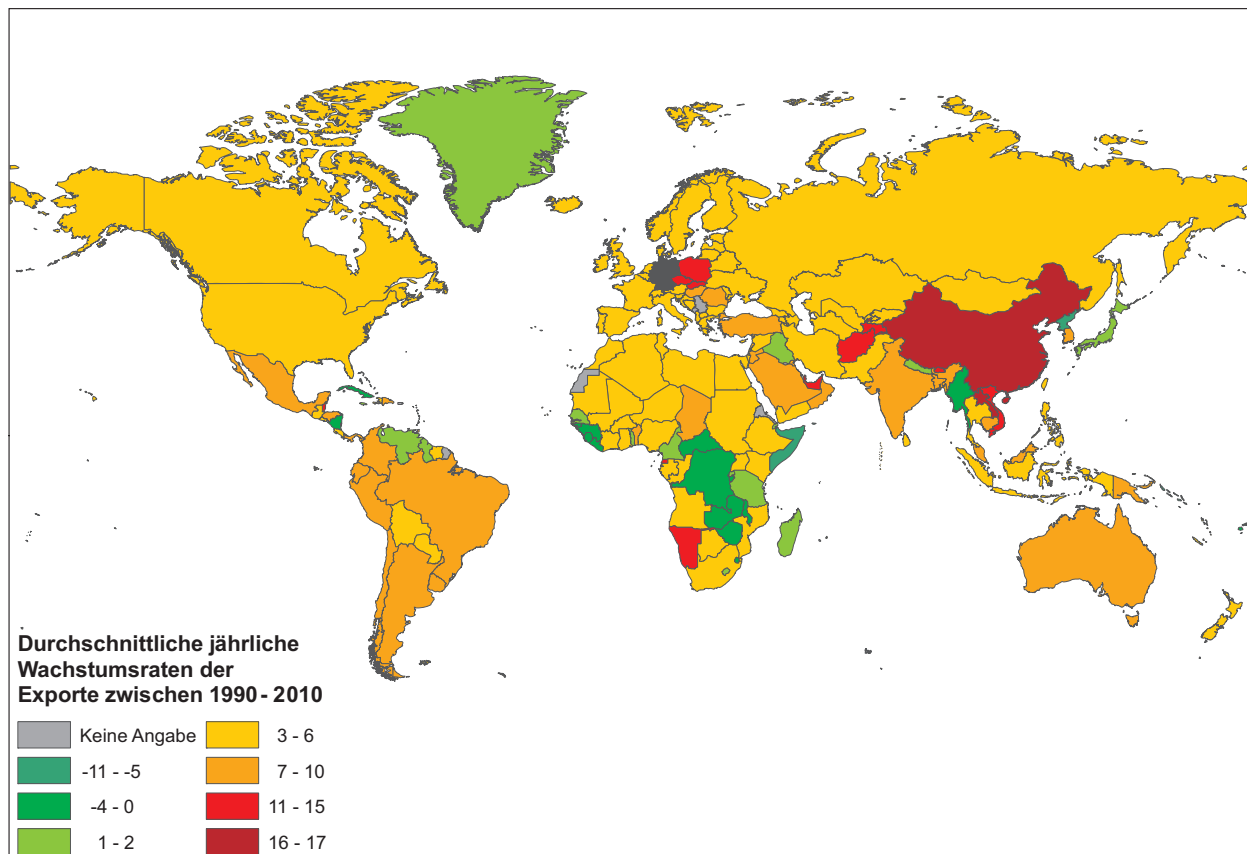 Durchschnittliche jährliche
Wachstumsraten der
Exporte zwischen 1990 - 2010
Keine Angabe
3 - 6
-11 - -5
7 - 10
-4 - 0
11 - 15
1 - 2
16 - 17